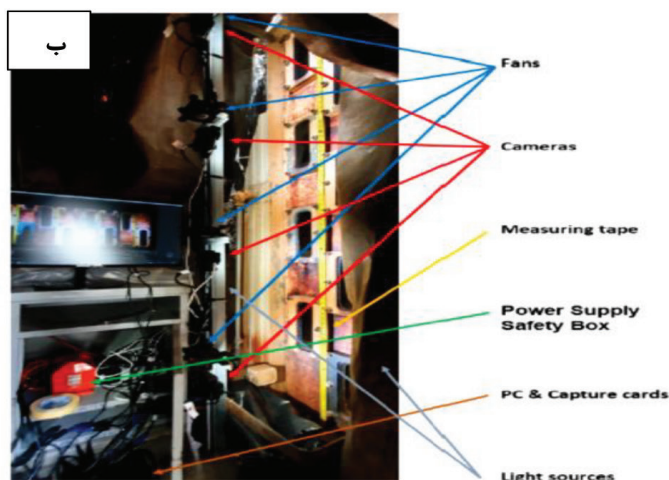 ب
Fans
Cameras
Measuring tape
Power Supply
Safety Box
PC & Capture cards
Light sources